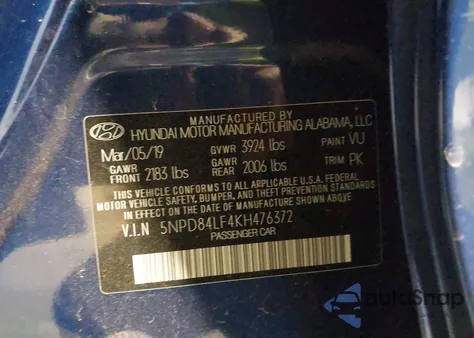 MANUFACTURED BY
HYUNDAI MOTOR MANUFACTURING ALABAMA, LLC
Mar/05/19 GVWR 3924 lbs PAINT VU
GAWR FRONT 2183 lbs GAWR REAR 2006 lbs TRIM PK
THIS VEHICLE CONFORMS TO ALL APPLICABLE U.S. FEDERAL
MOTOR VEHICLE SAFETY, BUMPER, AND THEFT PREVENTION STANDARDS
IN EFFECT ON THE DATE OF MANUFACTURE SHOWN ABOVE.
V.I.N 5NPD84LF4KH476372
PASSENGER CAR
autoSnap